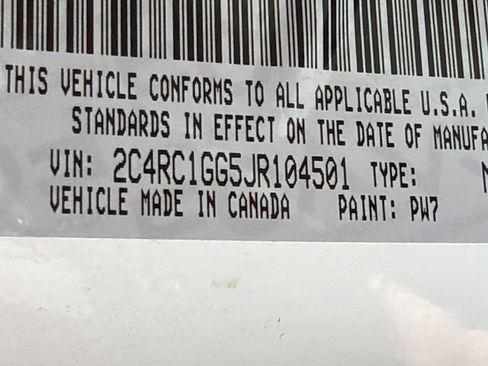 THIS VEHICLE CONFORMS TO ALL APPLICABLE U.S.A.
STANDARDS IN EFFECT ON THE DATE OF MANUFA
VIN: 2C4RC1GG5JR104501 TYPE:
VEHICLE MADE IN CANADA PAINT: PW7